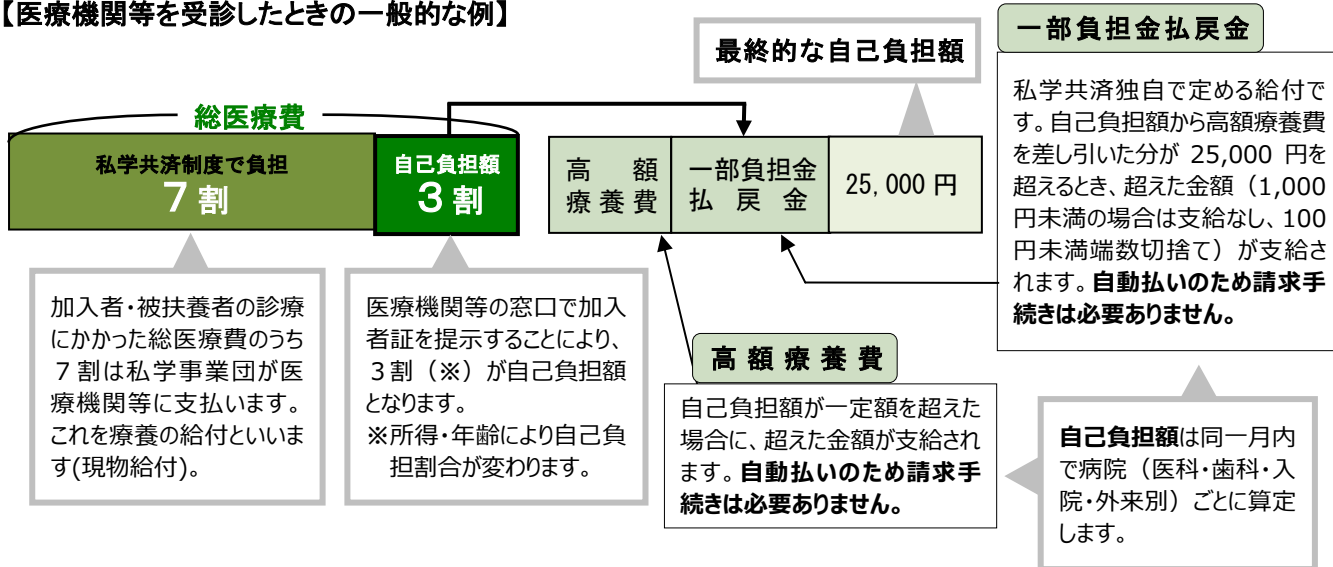 【医療機関等を受診したときの一般的な例】
総医療費
私学共済制度で負担
7割
自己負担額
3割
最終的な自己負担額
高額
療養費
一部負担金
払戻金
25,000 円
一部負担金払戻金
私学共済独自で定める給付で
す。自己負担額から高額療養費
を差し引いた分が 25,000 円を
超えるとき、超えた金額（1,000
円未満の場合は支給なし、100
円未満端数切捨て）が支給さ
れます。自動払いのため請求手
続きは必要ありません。
加入者・被扶養者の診療
にかかった総医療費のうち
７割は私学事業団が医
療機関等に支払います。
これを療養の給付といいま
す(現物給付)。
医療機関等の窓口で加入
者証を提示することにより、
３割（※）が自己負担額
となります。
※所得・年齢により自己負
担割合が変わります。
高額療養費
自己負担額が一定額を超えた
場合に、超えた金額が支給され
ます。自動払いのため請求手
続きは必要ありません。
自己負担額は同一月内
で病院（医科・歯科・入
院・外来別）ごとに算定
します。